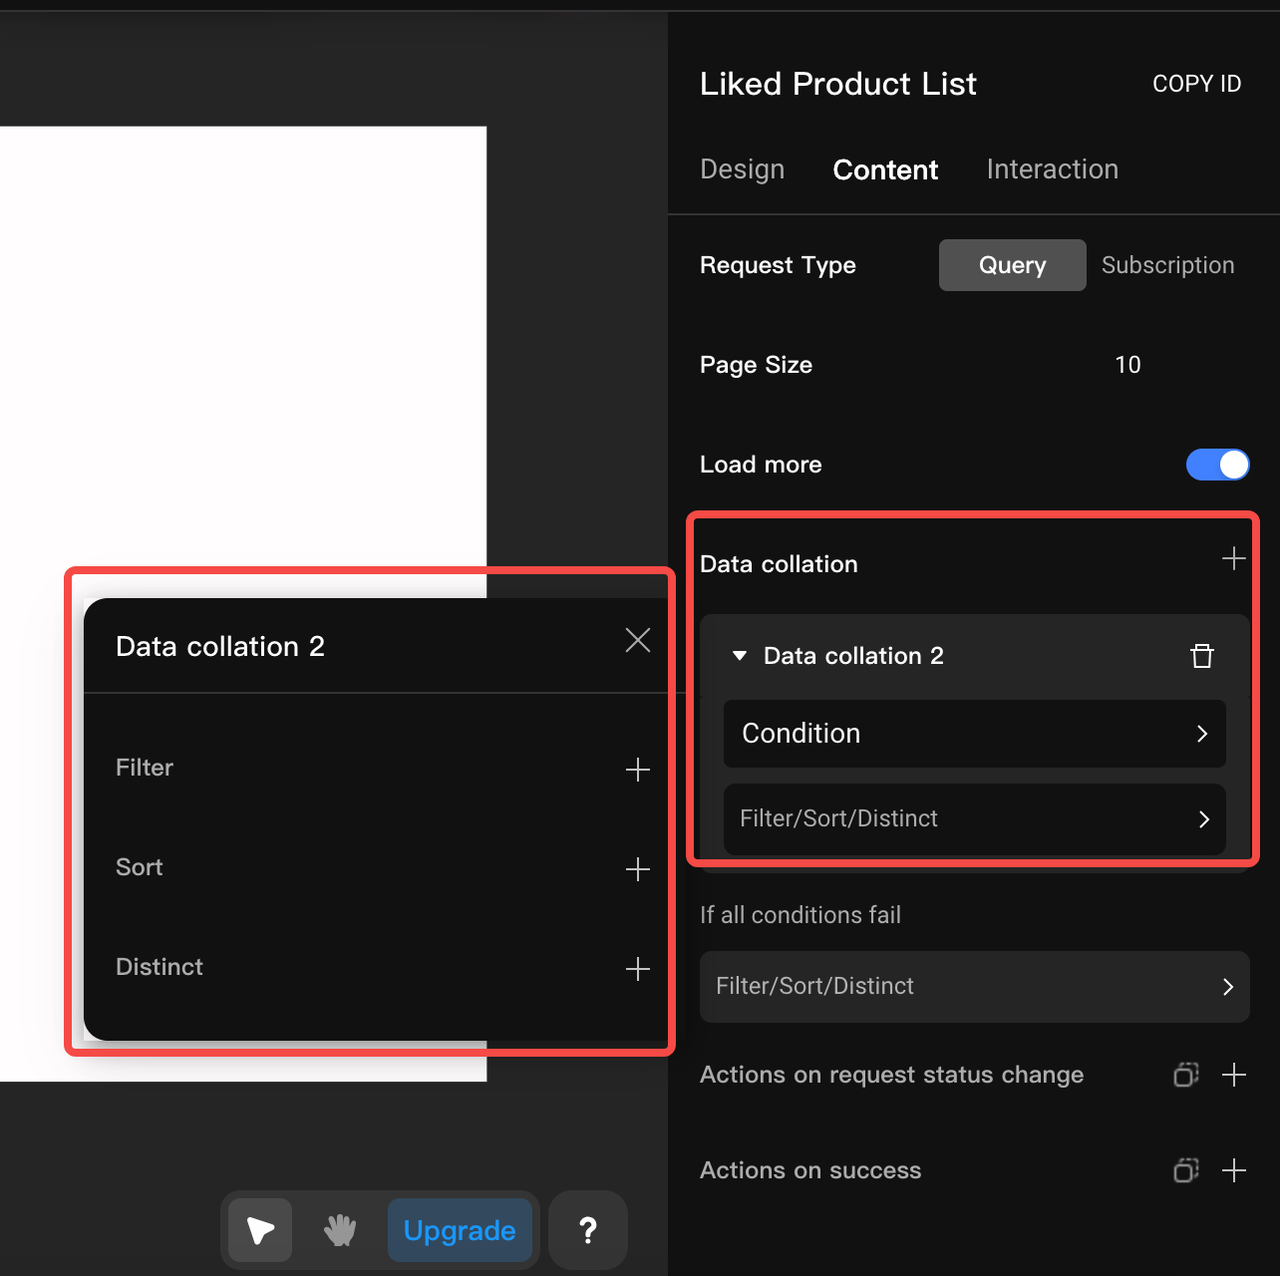 Liked Product List
COPY ID
Design
Content
Interaction
Request Type
Query
Subscription
Page Size
10
Load more
Data collation
Data collation 2
Condition
Filter/Sort/Distinct
If all conditions fail
Filter/Sort/Distinct
Actions on request status change
Actions on success
Data collation 2
Filter
Sort
Distinct
Upgrade
?